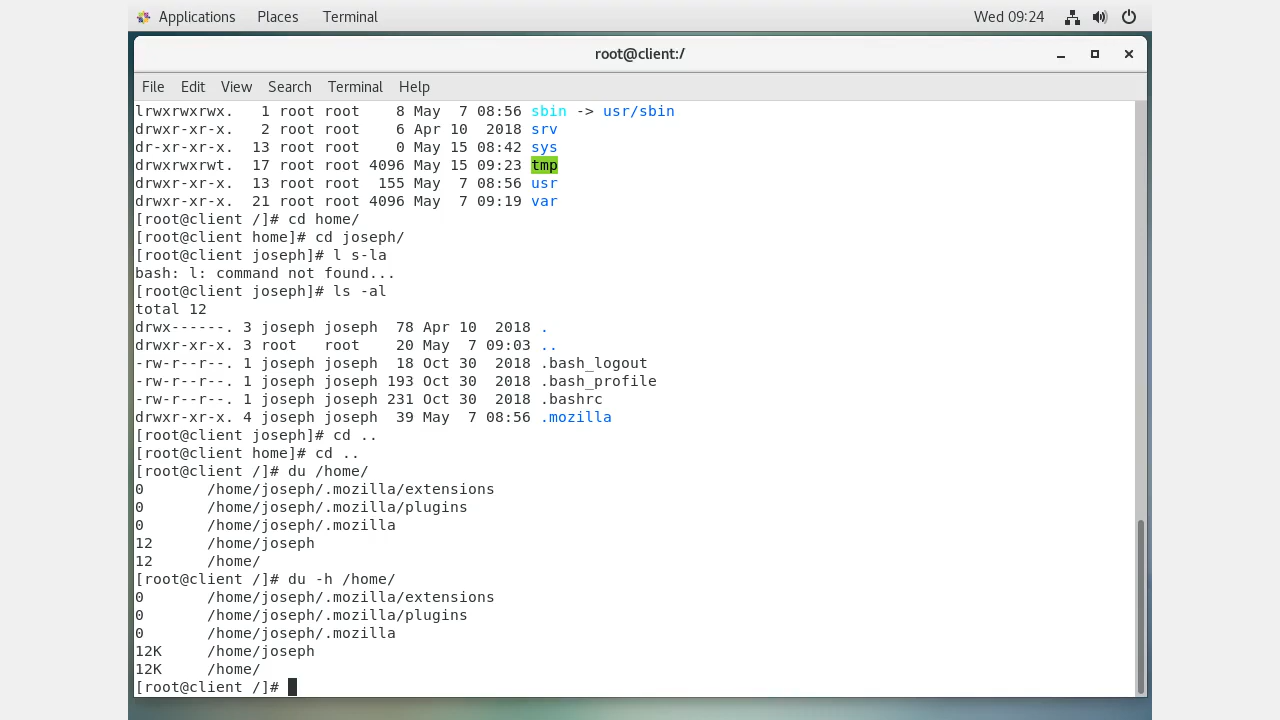 Applications Places Terminal Wed 09:24
root@client:/
File Edit View Search Terminal Help
lrwxrwxrwx.   1 root root    8 May  7 08:56 sbin -> usr/sbin
drwxr-xr-x.   2 root root    6 Apr 10  2018 srv
dr-xr-xr-x.  13 root root    0 May 15 08:42 sys
drwxrwxrwt.  17 root root 4096 May 15 09:23 tmp
drwxr-xr-x.  13 root root  155 May  7 08:56 usr
drwxr-xr-x.  21 root root 4096 May  7 09:19 var
[root@client /]# cd home/
[root@client home]# cd joseph/
[root@client joseph]# l s-la
bash: l: command not found...
[root@client joseph]# ls -al
total 12
drwx------. 3 joseph joseph  78 Apr 10  2018 .
drwxr-xr-x. 3 root   root    20 May  7 09:03 ..
-rw-r--r--. 1 joseph joseph  18 Oct 30  2018 .bash_logout
-rw-r--r--. 1 joseph joseph 193 Oct 30  2018 .bash_profile
-rw-r--r--. 1 joseph joseph 231 Oct 30  2018 .bashrc
drwxr-xr-x. 4 joseph joseph  39 May  7 08:56 .mozilla
[root@client joseph]# cd ..
[root@client home]# cd ..
[root@client /]# du /home/
0       /home/joseph/.mozilla/extensions
0       /home/joseph/.mozilla/plugins
0       /home/joseph/.mozilla
12      /home/joseph
12      /home/
[root@client /]# du -h /home/
0       /home/joseph/.mozilla/extensions
0       /home/joseph/.mozilla/plugins
0       /home/joseph/.mozilla
12K     /home/joseph
12K     /home/
[root@client /]#